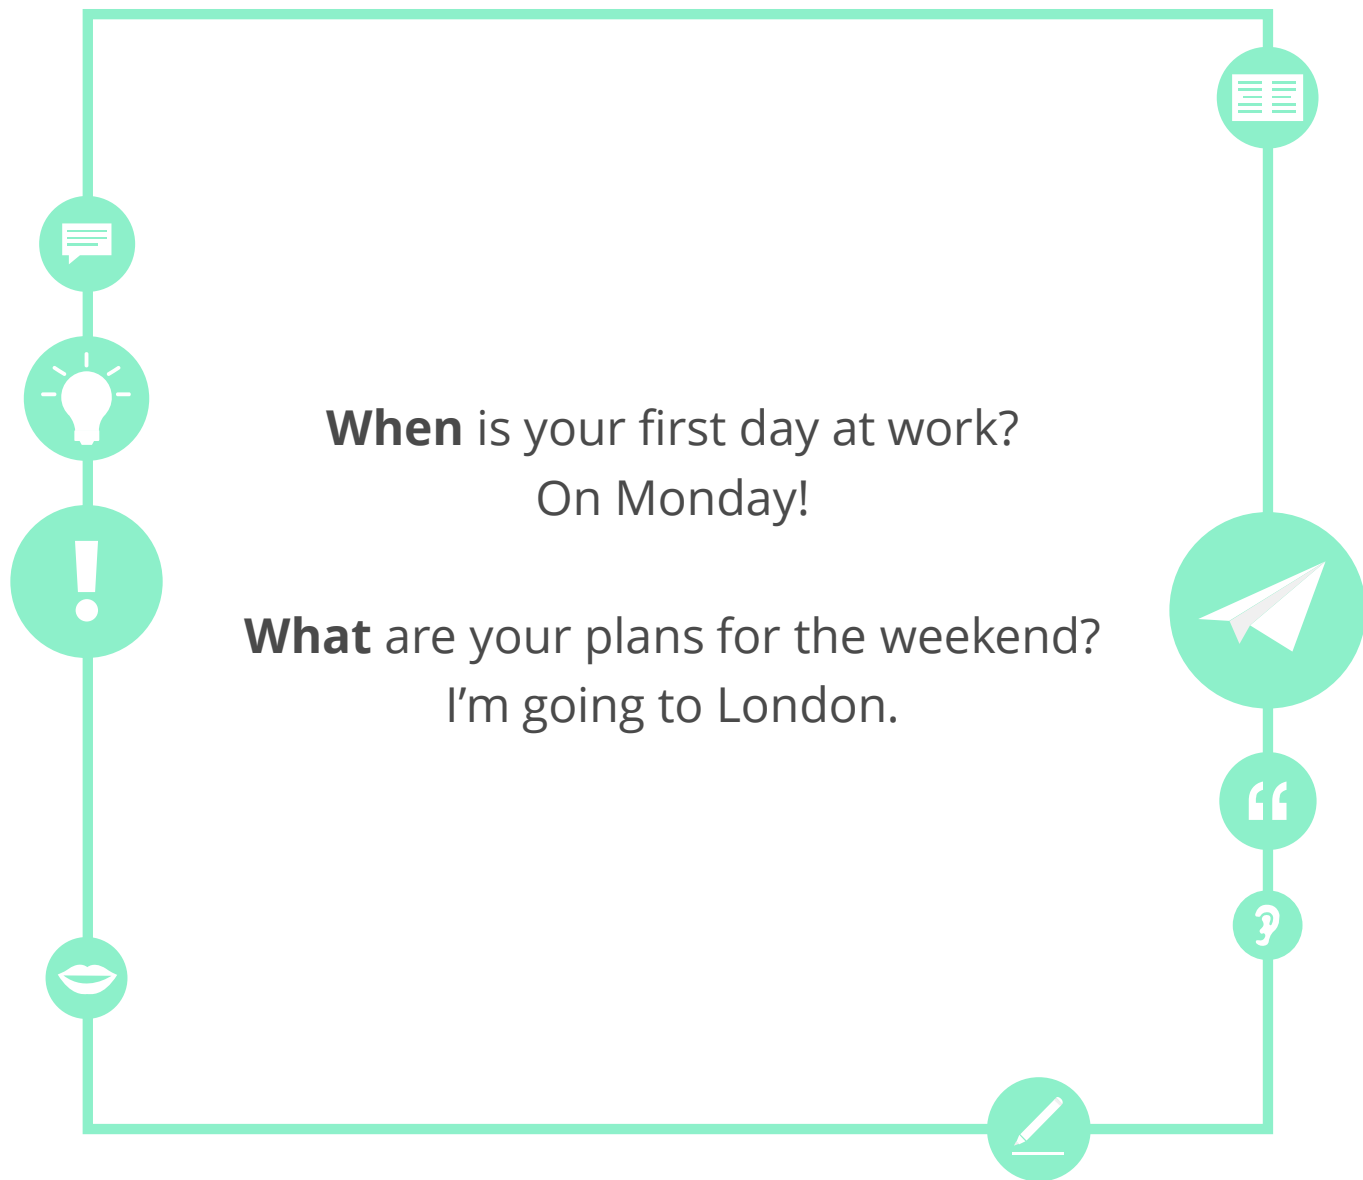 When is your first day at work?
On Monday!
What are your plans for the weekend?
I’m going to London.